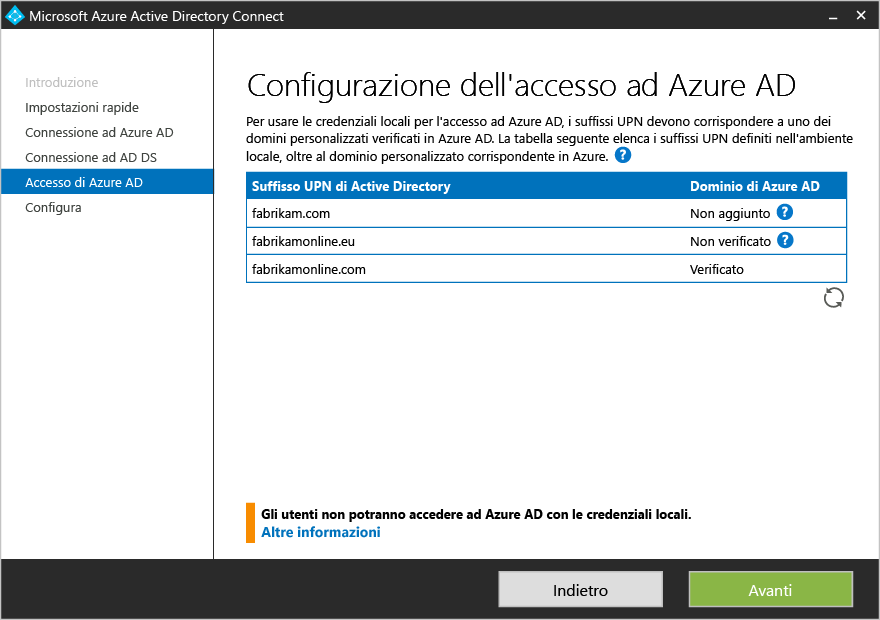 Microsoft Azure Active Directory Connect
Introduzione
Impostazioni rapide
Connessione ad Azure AD
Connessione ad AD DS
Accesso di Azure AD
Configura
Configurazione dell'accesso ad Azure AD
Per usare le credenziali locali per l'accesso ad Azure AD, i suffissi UPN devono corrispondere a uno dei
domini personalizzati verificati in Azure AD. La tabella seguente elenca i suffissi UPN definiti nell'ambiente
locale, oltre al dominio personalizzato corrispondente in Azure. ?
Suffisso UPN di Active Directory Dominio di Azure AD
fabrikam.com Non aggiunto ?
fabrikamonline.eu Non verificato ?
fabrikamonline.com Verificato
Gli utenti non potranno accedere ad Azure AD con le credenziali locali.
Altre informazioni
Indietro Avanti